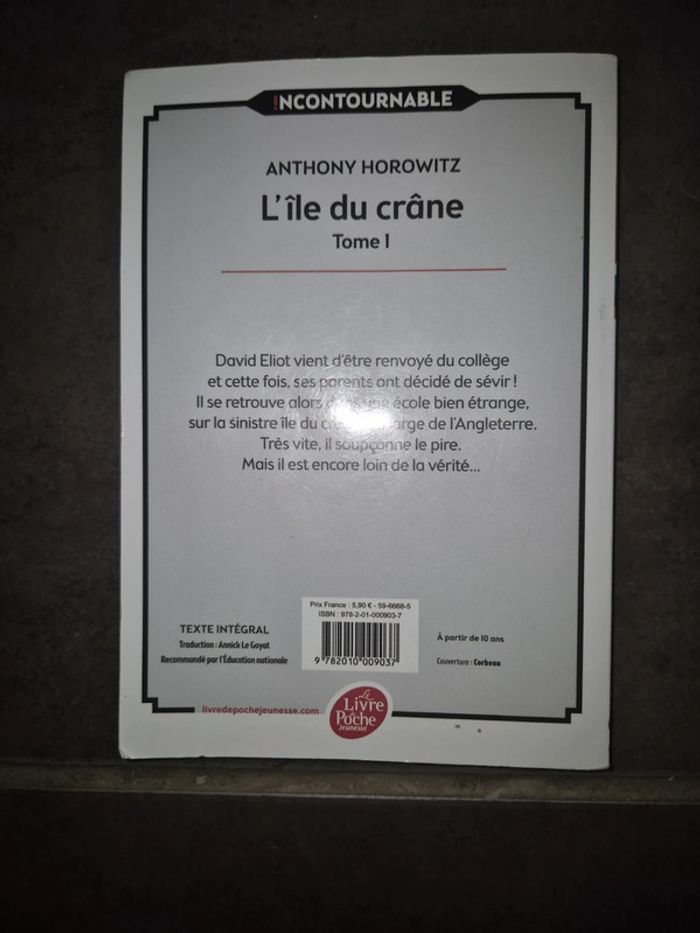 INCONTOURNABLE
ANTHONY HOROWITZ
L'île du crâne
Tome 1
David Eliot vient d'être renvoyé du collège
et cette fois, ses parents ont décidé de sévir !
Il se retrouve alors dans une école bien étrange,
sur la sinistre île du large de l'Angleterre.
Très vite, il soupçonne le pire.
Mais il est encore loin de la vérité...
Prix France : 5,90 € - 59-6668-5
ISBN : 978-2-01-000903-7
TEXTE INTÉGRAL
Traduction : Annick Le Goyat
Recommandé par l'Éducation nationale
9 782010 009037
À partir de 10 ans
Couverture : Corbeau
livredepochejeunesse.com
Le
Livre
de
Poche
Jeunesse